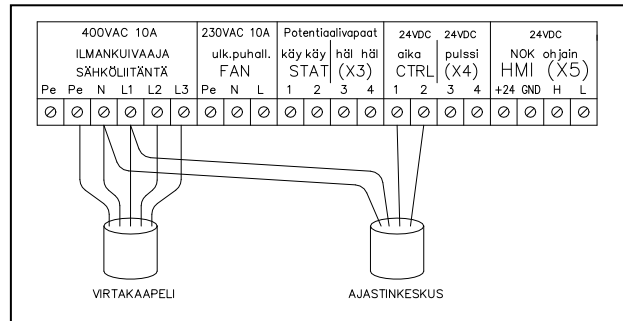 400VAC 10A 230VAC 10A Potentiaalivapaat 24VDC 24VDC 24VDC
ILMANKUIVAAJA ulk.puhall. käy käy häl häl aika pulssi NOK ohjain
SÄHKÖLIITÄNTÄ FAN STAT (X3) CTRL (X4) HMI (X5)
Pe Pe N L1 L2 L3 Pe N L 1 2 3 4 1 2 3 4 +24 GND H L
VIRTAKAAPELI AJASTINKESKUS